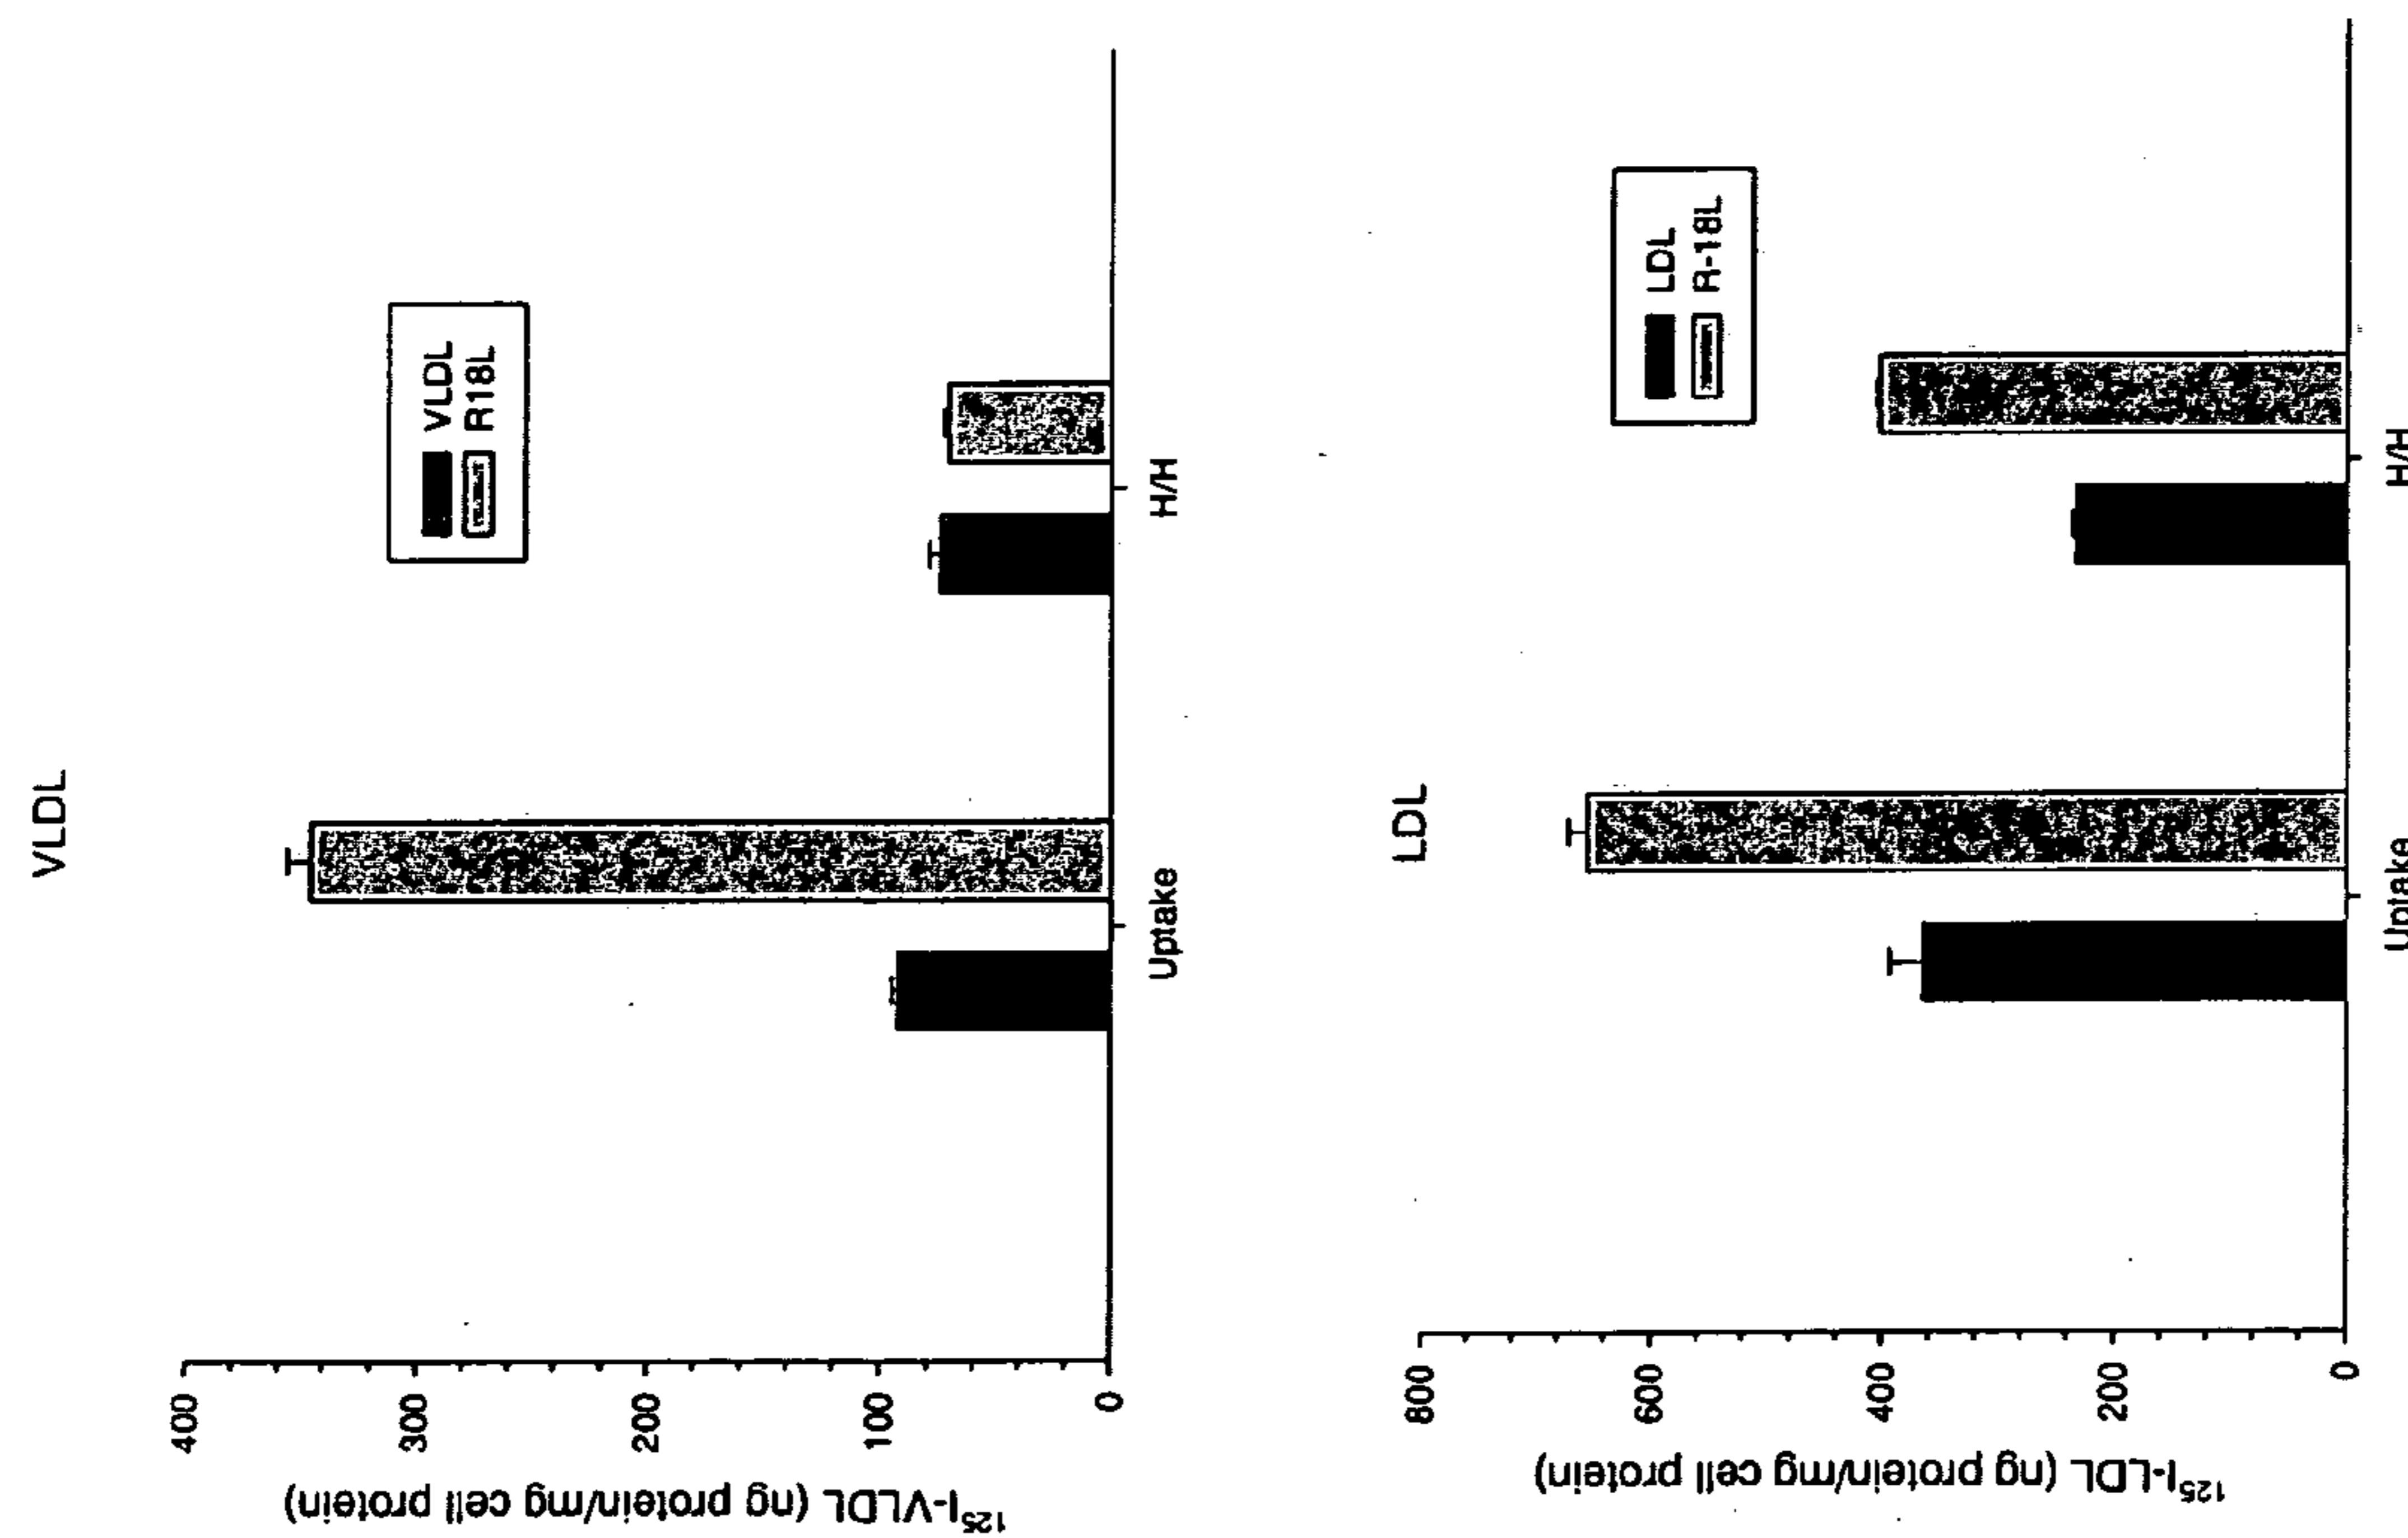 VLDL
VLDL
R18L
400
300
200
100
0
Uptake
H/H
¹²⁵I-VLDL (ng protein/mg cell protein)
LDL
LDL
R-18L
800
600
400
200
0
Uptake
H/H
¹²⁵I-LDL (ng protein/mg cell protein)